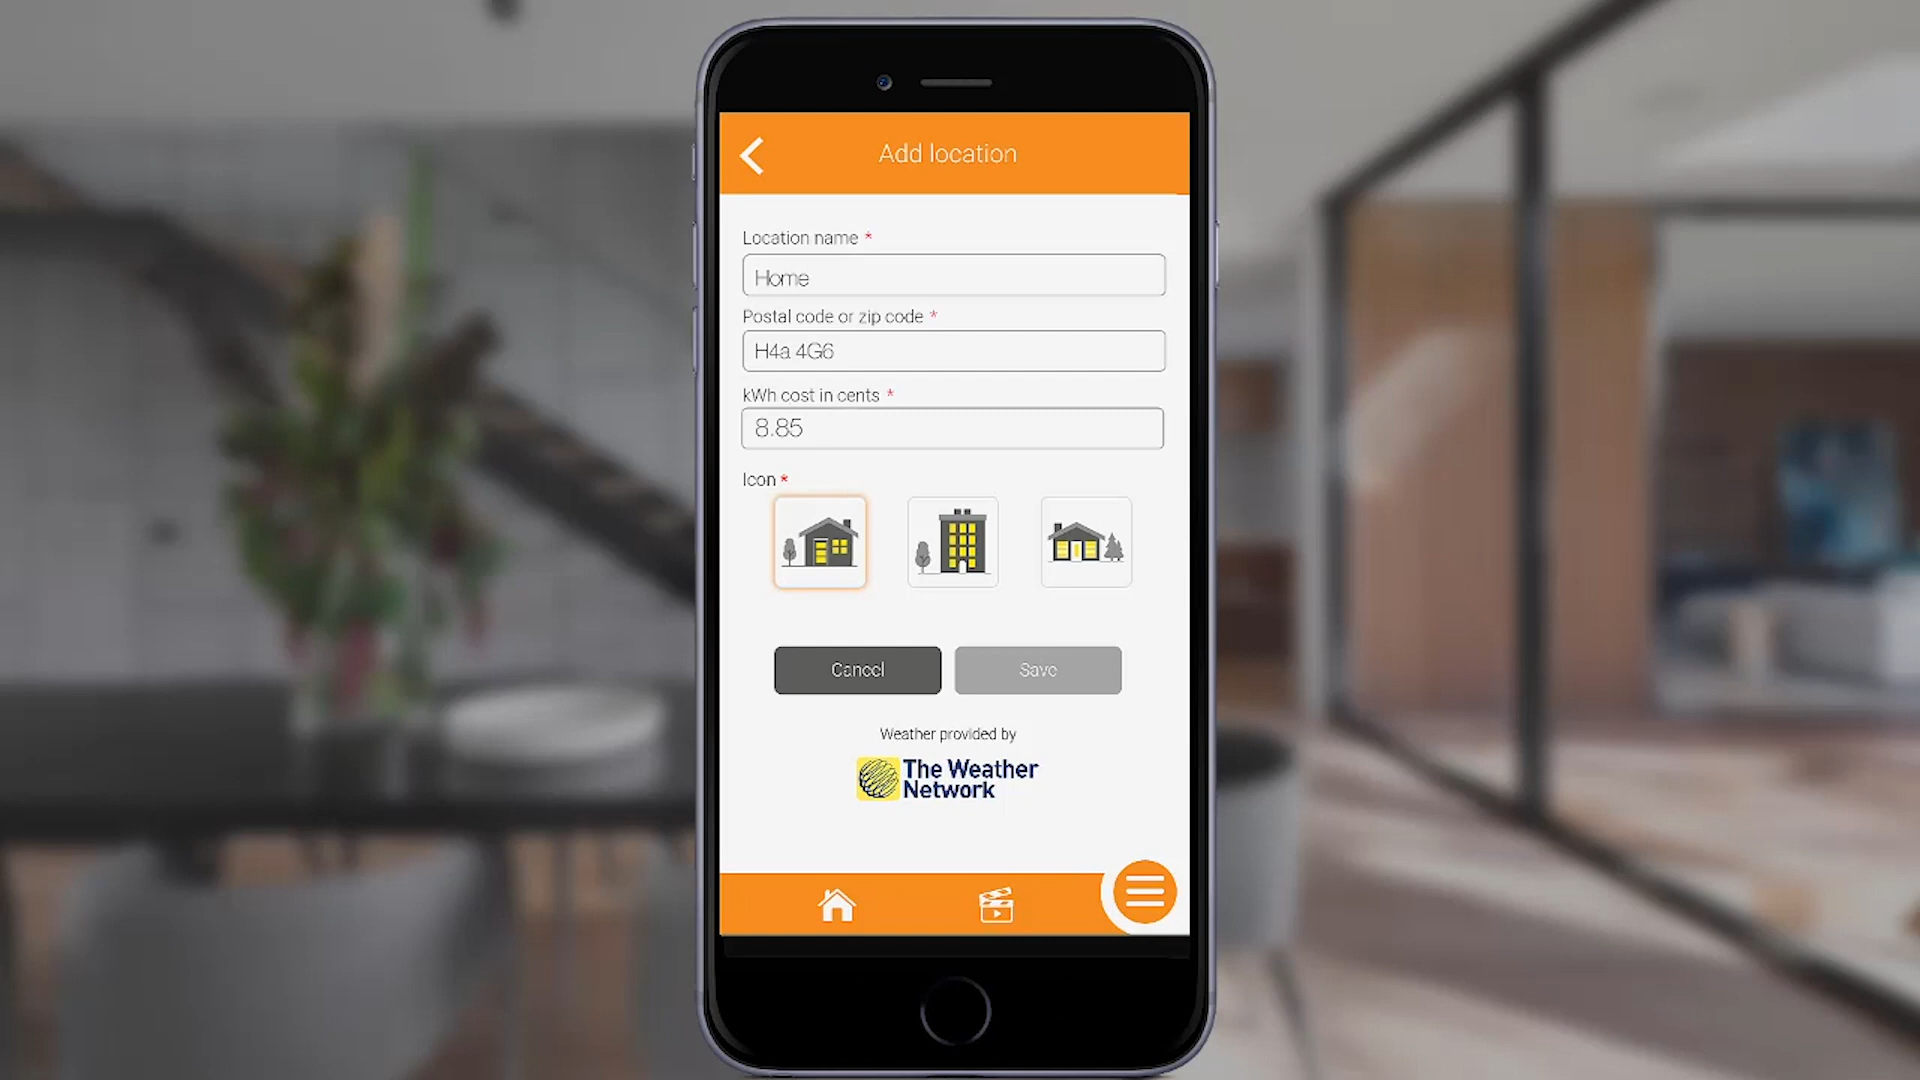 Add location
Location name *
Home
Postal code or zip code *
H4a 4G6
kWh cost in cents *
8.85
Icon *
Cancel
Save
Weather provided by
The Weather
Network